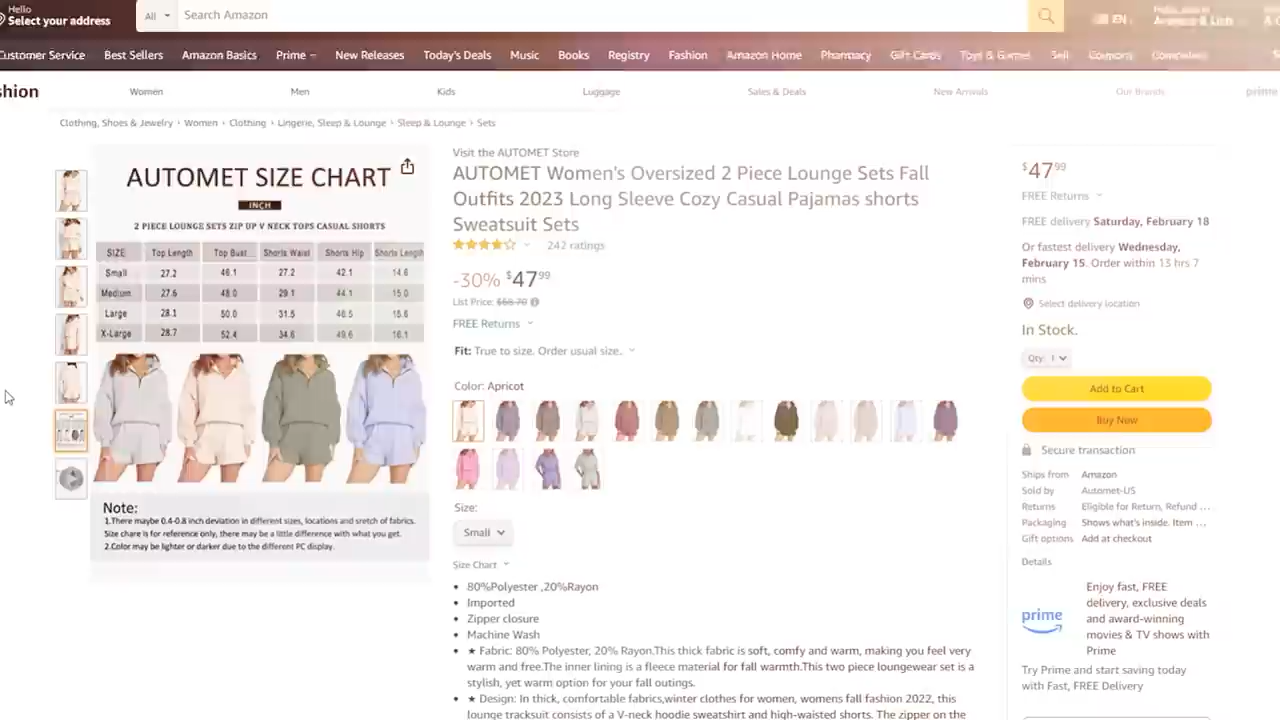 Hello
Select your address
All
Search Amazon
EN
Customer Service Best Sellers Amazon Basics Prime New Releases Today's Deals Music Books Registry Fashion Amazon Home Pharmacy Gift Cards Toys & Games Sell Coupons
shion Women Men Kids Luggage Sales & Deals New Arrivals Our Brands prime
Clothing, Shoes & Jewelry › Women › Clothing › Lingerie, Sleep & Lounge › Sleep & Lounge › Sets
AUTOMET SIZE CHART
INCH
2 PIECE LOUNGE SETS ZIP UP V NECK TOPS CASUAL SHORTS
SIZE Top Length Top Bust Shorts Waist Shorts Hip Shorts Length
Small 27.2 46.1 27.2 42.1 14.6
Medium 27.6 48.0 29.1 44.1 15.0
Large 28.1 50.0 31.5 46.5 15.6
X-Large 28.7 52.4 34.6 49.6 16.1
Note:
1.There maybe 0.4-0.8 inch deviation in different sizes, locations and sretch of fabrics.
Size chare is for reference only, there may be a little difference with what you get.
2.Color may be lighter or darker due to the different PC display.
Visit the AUTOMET Store
AUTOMET Women's Oversized 2 Piece Lounge Sets Fall
Outfits 2023 Long Sleeve Cozy Casual Pajamas shorts
Sweatsuit Sets
242 ratings
-30% $47 99
List Price: $68.70
FREE Returns
Fit: True to size. Order usual size.
Color: Apricot
Size:
Small
Size Chart
• 80%Polyester ,20%Rayon
• Imported
• Zipper closure
• Machine Wash
• ★ Fabric: 80% Polyester, 20% Rayon.This thick fabric is soft, comfy and warm, making you feel very
warm and free.The inner lining is a fleece material for fall warmth.This two piece loungewear set is a
stylish, yet warm option for your fall outings.
• ★ Design: In thick, comfortable fabrics,winter clothes for women, womens fall fashion 2022, this
lounge tracksuit consists of a V-neck hoodie sweatshirt and high-waisted shorts. The zipper on the
$47 99
FREE Returns
FREE delivery Saturday, February 18
Or fastest delivery Wednesday,
February 15. Order within 13 hrs 7
mins
Select delivery location
In Stock.
Qty: 1
Add to Cart
Buy Now
Secure transaction
Ships from Amazon
Sold by Automet-US
Returns Eligible for Return, Refund ...
Packaging Shows what's inside. Item ...
Gift options Add at checkout
Details
prime
Enjoy fast, FREE
delivery, exclusive deals
and award-winning
movies & TV shows with
Prime
Try Prime and start saving today
with Fast, FREE Delivery